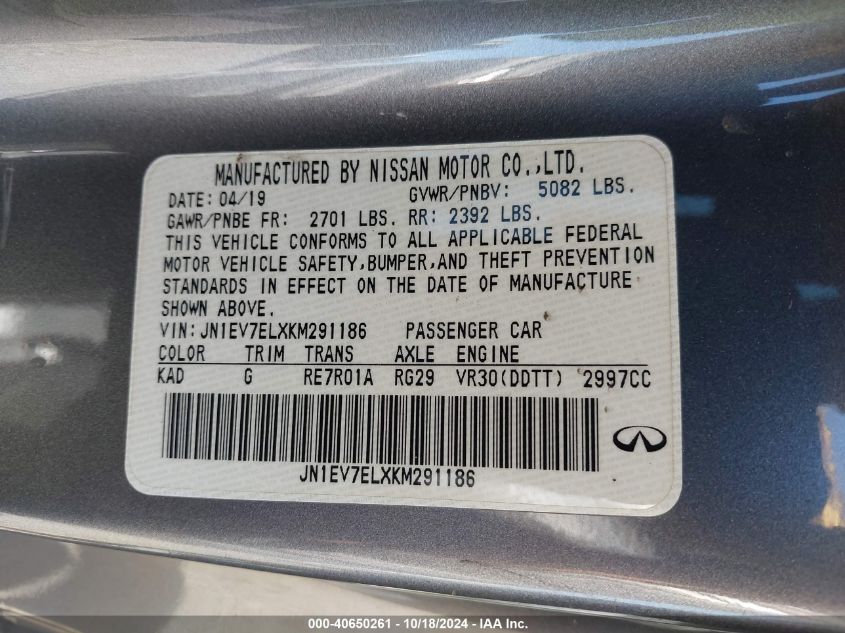 MANUFACTURED BY NISSAN MOTOR CO.,LTD.
DATE: 04/19 GVWR/PNBV: 5082 LBS.
GAWR/PNBE FR: 2701 LBS. RR: 2392 LBS.
THIS VEHICLE CONFORMS TO ALL APPLICABLE FEDERAL
MOTOR VEHICLE SAFETY,BUMPER,AND THEFT PREVENTION
STANDARDS IN EFFECT ON THE DATE OF MANUFACTURE
SHOWN ABOVE.
VIN:JN1EV7ELXKM291186 PASSENGER CAR
COLOR TRIM TRANS AXLE ENGINE
KAD G RE7R01A RG29 VR30(DDTT) 2997CC
JN1EV7ELXKM291186
000-40650261 - 10/18/2024 - IAA Inc.